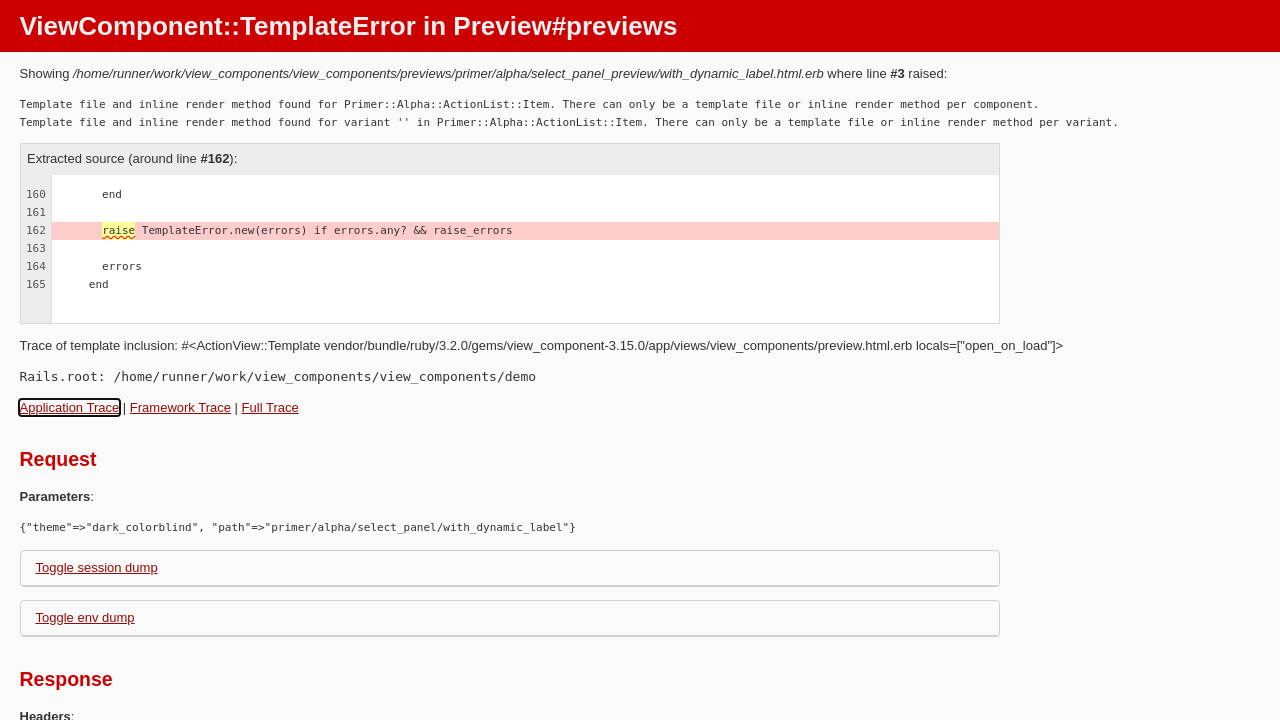 ViewComponent::TemplateError in Preview#previews
Showing /home/runner/work/view_components/view_components/previews/primer/alpha/select_panel_preview/with_dynamic_label.html.erb where line #3 raised:
Template file and inline render method found for Primer::Alpha::ActionList::Item. There can only be a template file or inline render method per component.
Template file and inline render method found for variant '' in Primer::Alpha::ActionList::Item. There can only be a template file or inline render method per variant.
Extracted source (around line #162):
160 end
161
162 raise TemplateError.new(errors) if errors.any? && raise_errors
163
164 errors
165 end
Trace of template inclusion: #<ActionView::Template vendor/bundle/ruby/3.2.0/gems/view_component-3.15.0/app/views/view_components/preview.html.erb locals=["open_on_load"]>
Rails.root: /home/runner/work/view_components/view_components/demo
Application Trace | Framework Trace | Full Trace
Request
Parameters:
{"theme"=>"dark_colorblind", "path"=>"primer/alpha/select_panel/with_dynamic_label"}
Toggle session dump
Toggle env dump
Response
Headers: